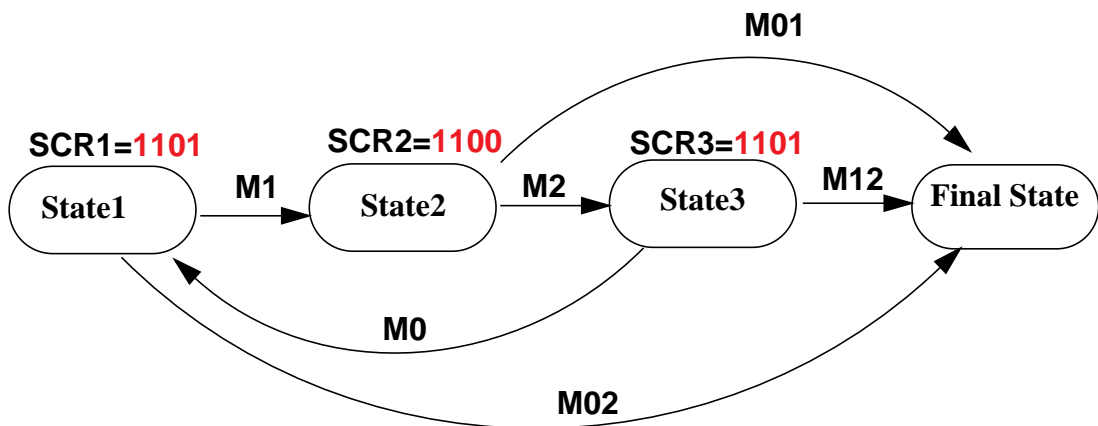 M01
SCR1=1101
SCR2=1100
SCR3=1101
State1
M1
State2
M2
State3
M12
Final State
M0
M02